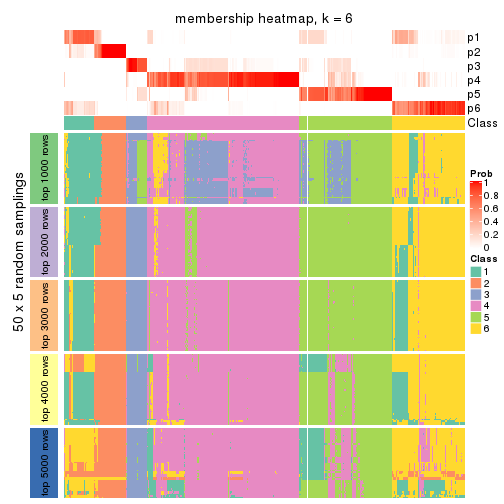 membership heatmap, k = 6
p1
p2
p3
p4
p5
p6
Class
50 x 5 random samplings
top 1000 rows
top 2000 rows
top 3000 rows
top 4000 rows
top 5000 rows
Prob
1
0.8
0.6
0.4
0.2
0
Class
1
2
3
4
5
6